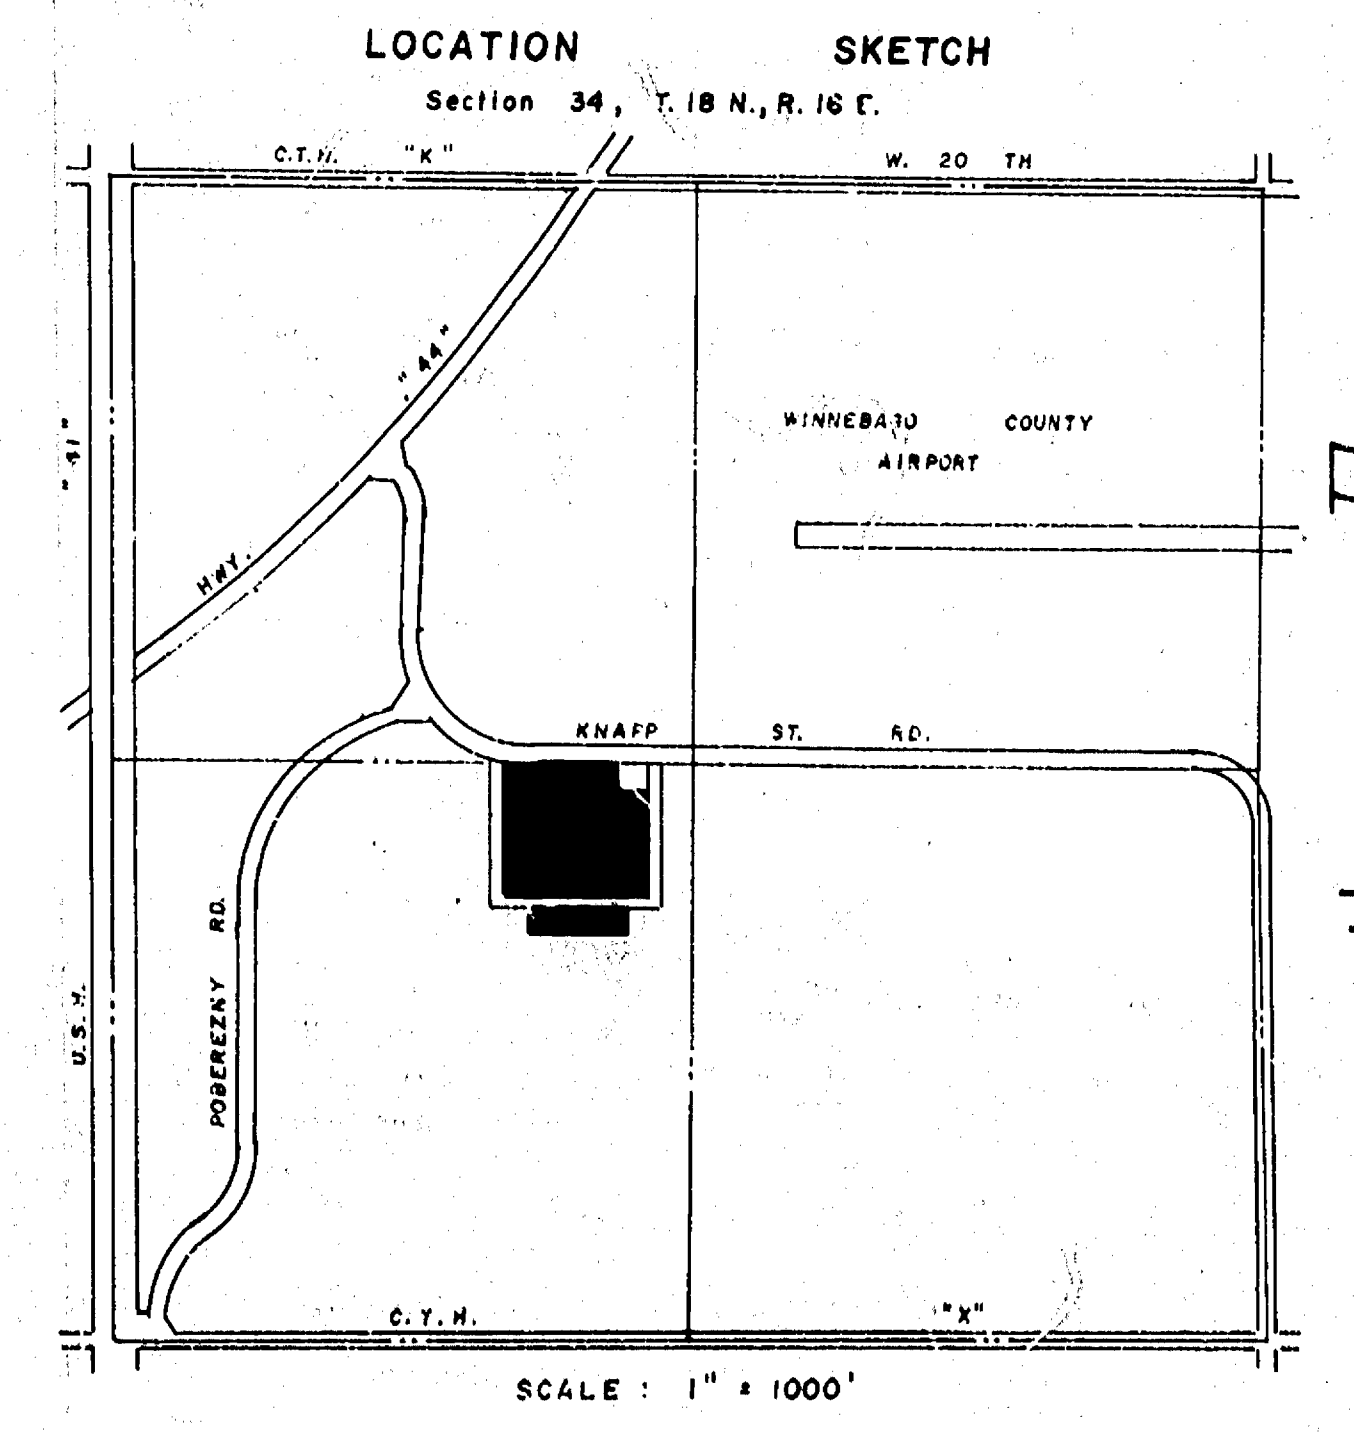 LOCATION SKETCH
Section 34, T. 18 N., R. 16 E.
C.T.H. "K" W. 20 TH
HWY. "44"
"41"
WINNEBAGO COUNTY
AIRPORT
KNAPP ST. RD.
POBEREZNY RD.
U.S.H.
C.T.H. "X"
SCALE: 1" = 1000'